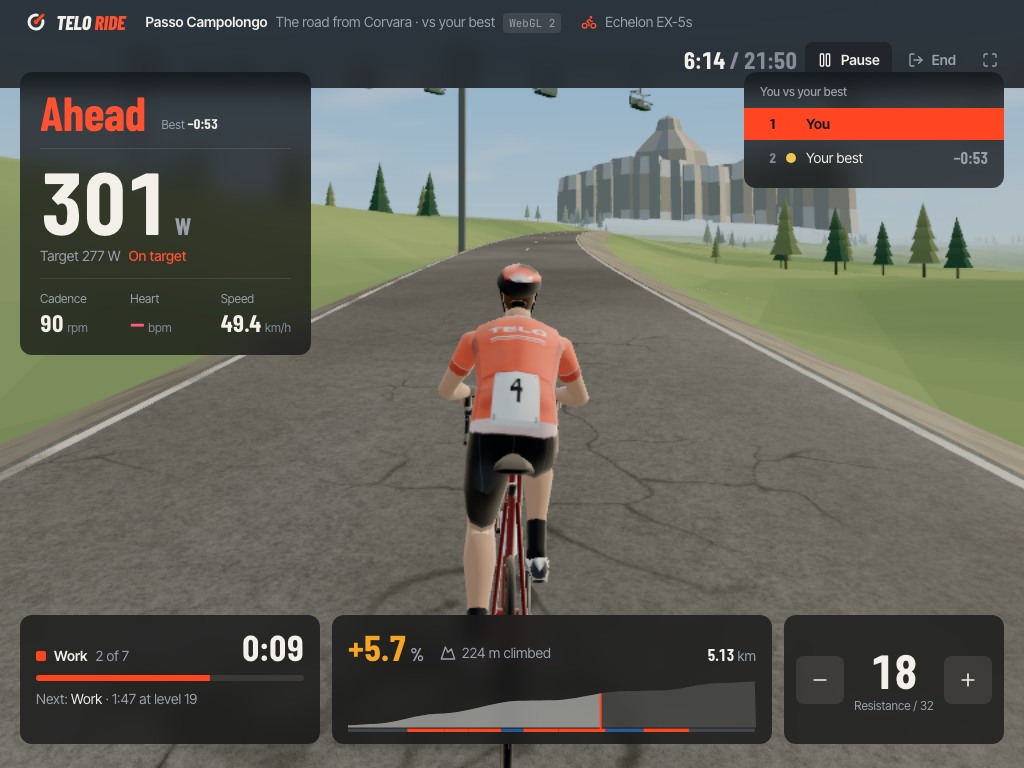 TELO RIDE Passo Campolongo The road from Corvara · vs your best WebGL 2 Echelon EX-5s
6:14 / 21:50 Pause End
Ahead Best −0:53
301 W
Target 277 W On target
Cadence Heart Speed
90 rpm — bpm 49.4 km/h
You vs your best
1 You
2 Your best −0:53
TELO
4
Work 2 of 7 0:09
Next: Work · 1:47 at level 19
+5.7 % 224 m climbed 5.13 km
− 18 +
Resistance / 32